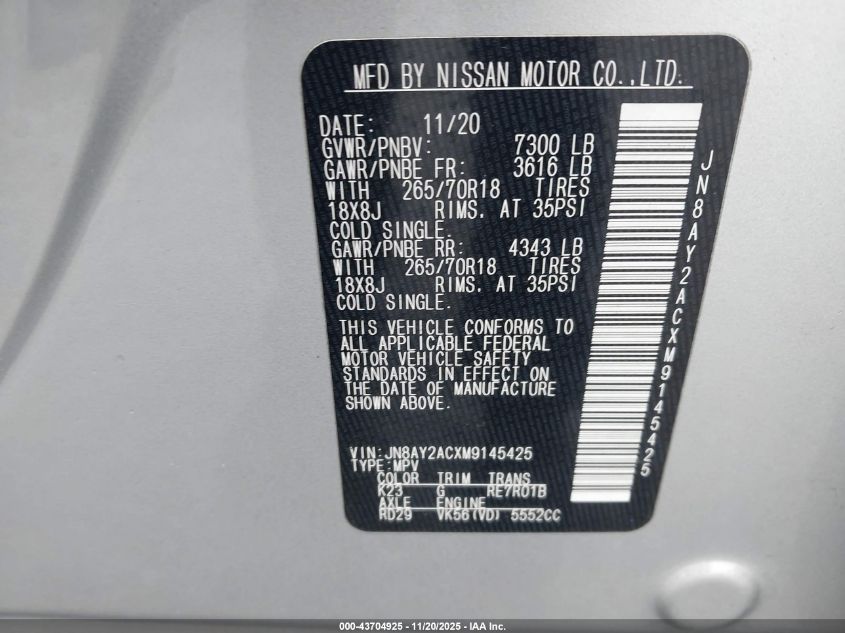 MFD BY NISSAN MOTOR CO.,LTD.
DATE: 11/20
GVWR/PNBV: 7300 LB
GAWR/PNBE FR: 3616 LB
WITH 265/70R18 TIRES
18X8J RIMS. AT 35PSI
COLD SINGLE.
GAWR/PNBE RR: 4343 LB
WITH 265/70R18 TIRES
18X8J RIMS. AT 35PSI
COLD SINGLE.
THIS VEHICLE CONFORMS TO
ALL APPLICABLE FEDERAL
MOTOR VEHICLE SAFETY
STANDARDS IN EFFECT ON
THE DATE OF MANUFACTURE
SHOWN ABOVE.
VIN:JN8AY2ACXM9145425
TYPE:MPV
COLOR TRIM TRANS
K23 G RE7R01B
AXLE ENGINE
RD29 VK56(VD) 5552CC
JN8AY2ACXM9145425
000-43704925 - 11/20/2025 - IAA Inc.